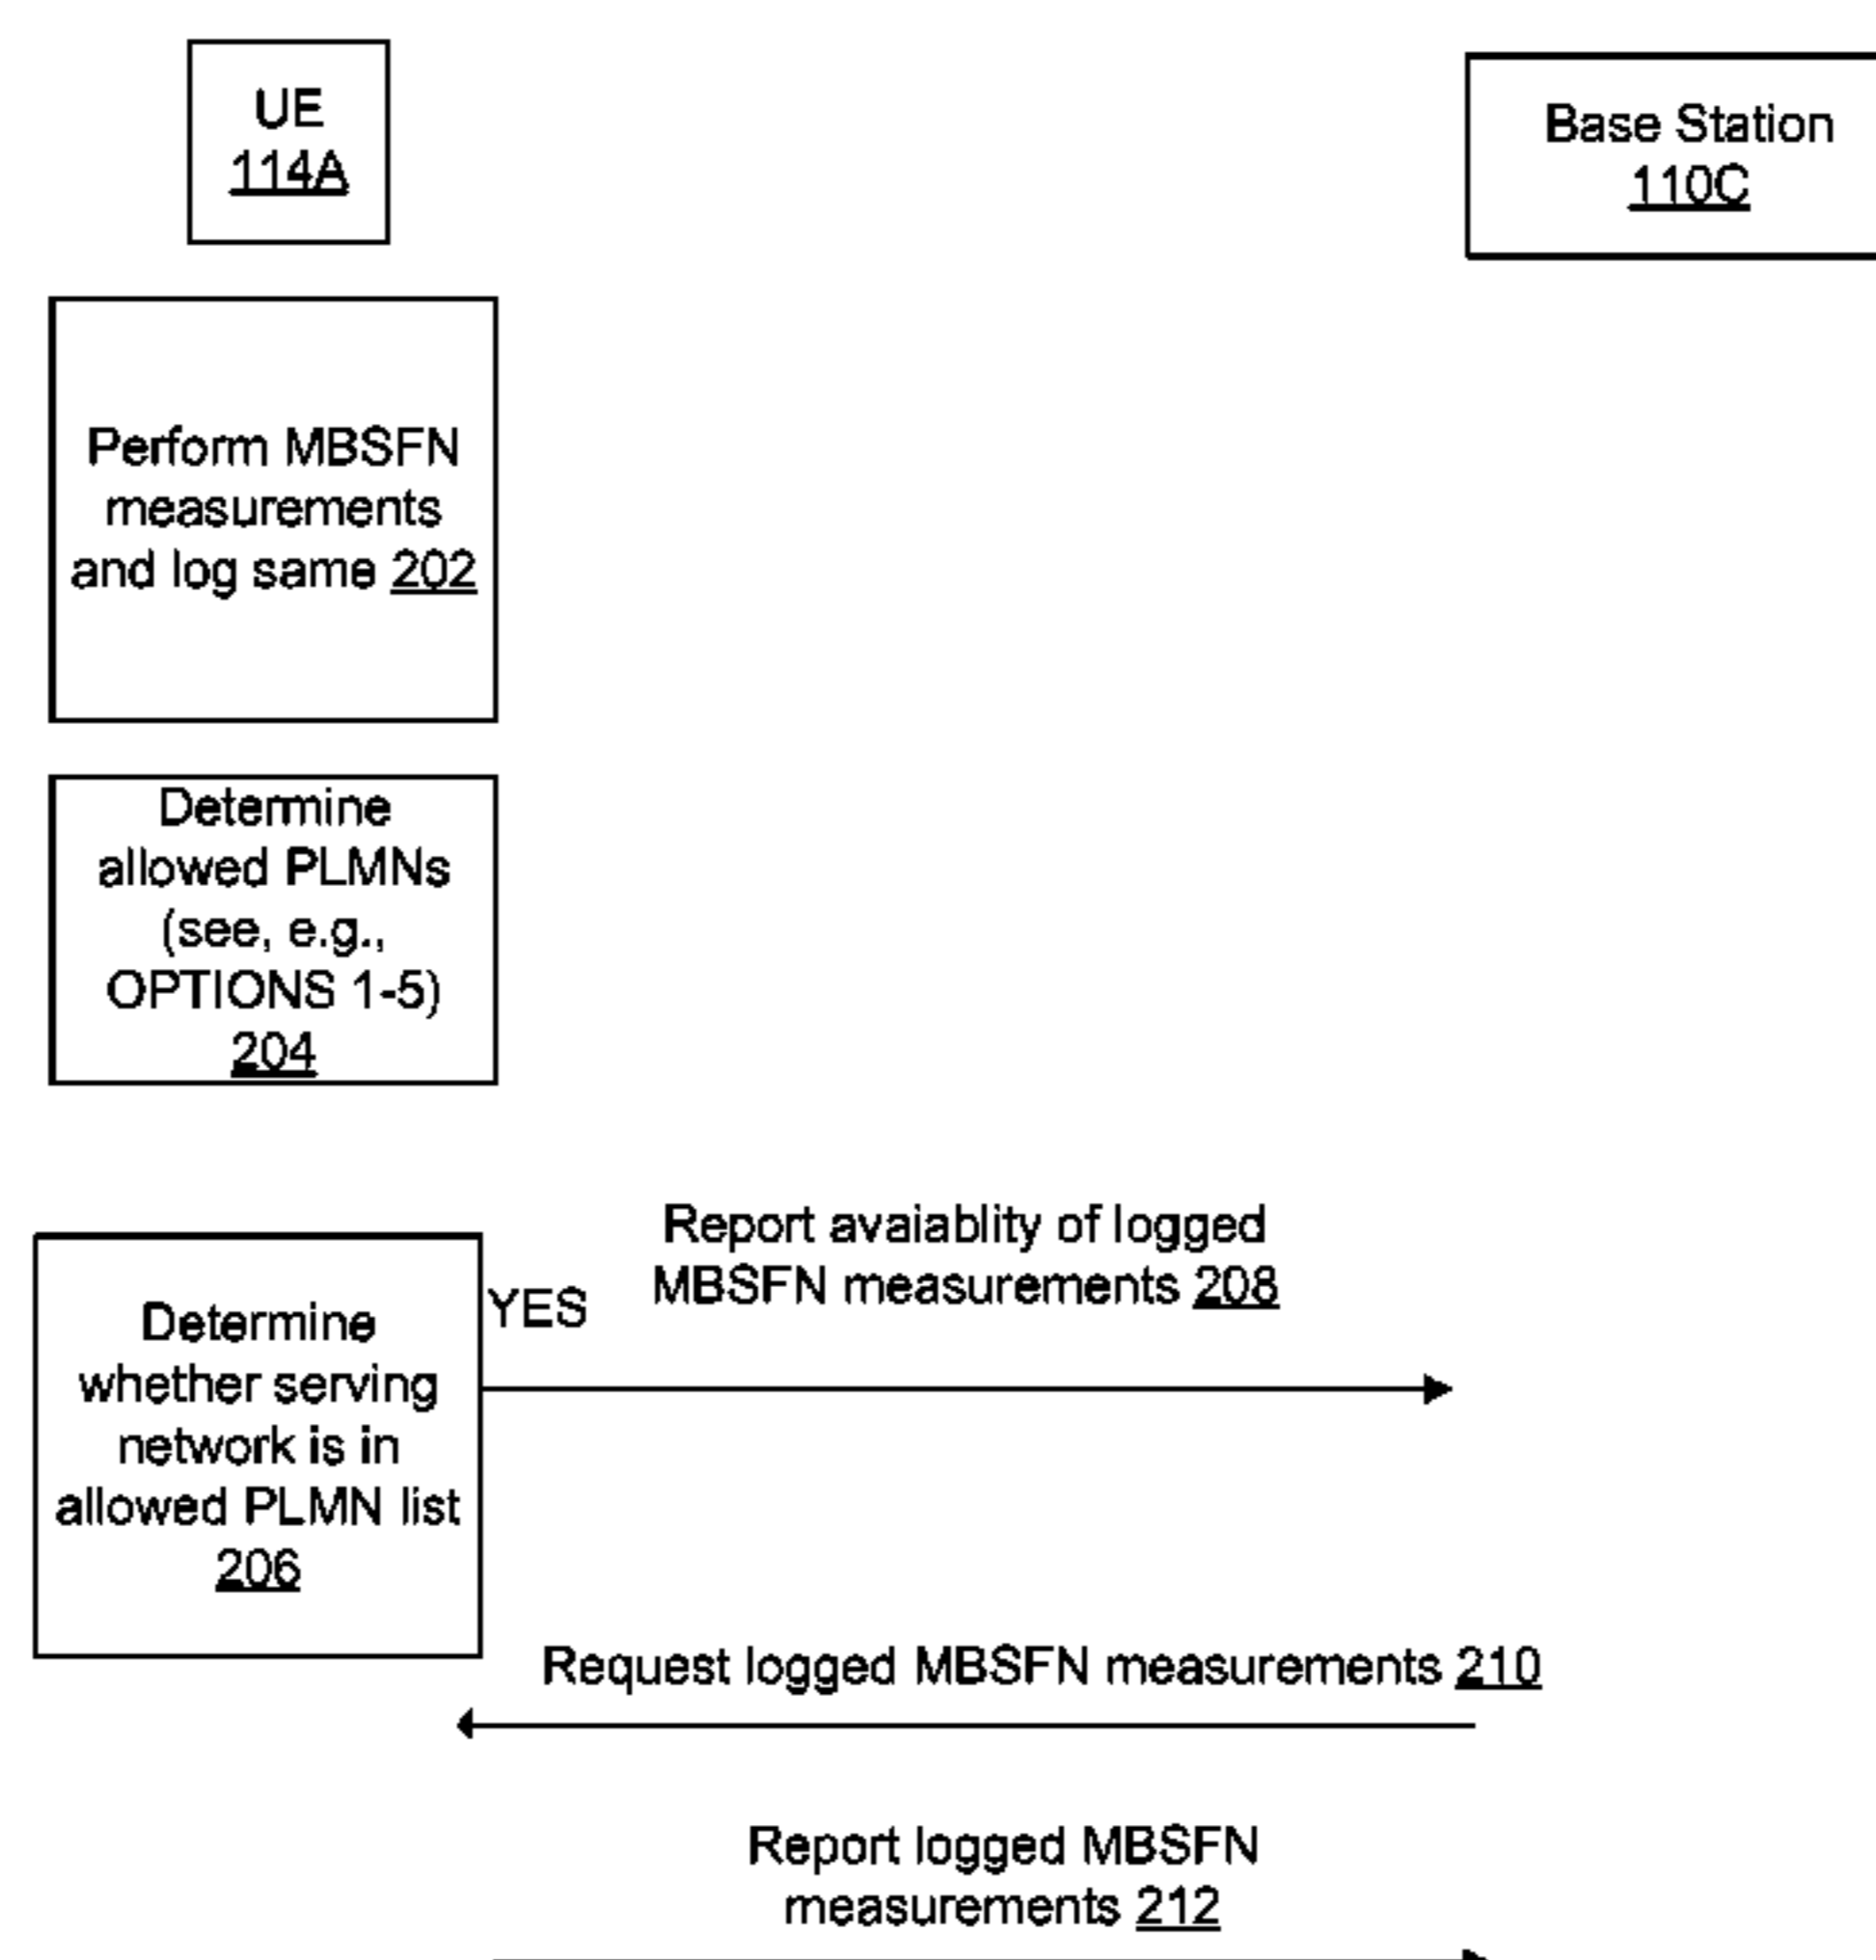 UE
114A
Base Station
110C
Perform MBSFN
measurements
and log same 202
Determine
allowed PLMNs
(see, e.g.,
OPTIONS 1-5)
204
Report avaiablity of logged
MBSFN measurements 208
YES
Determine
whether serving
network is in
allowed PLMN list
206
Request logged MBSFN measurements 210
Report logged MBSFN
measurements 212